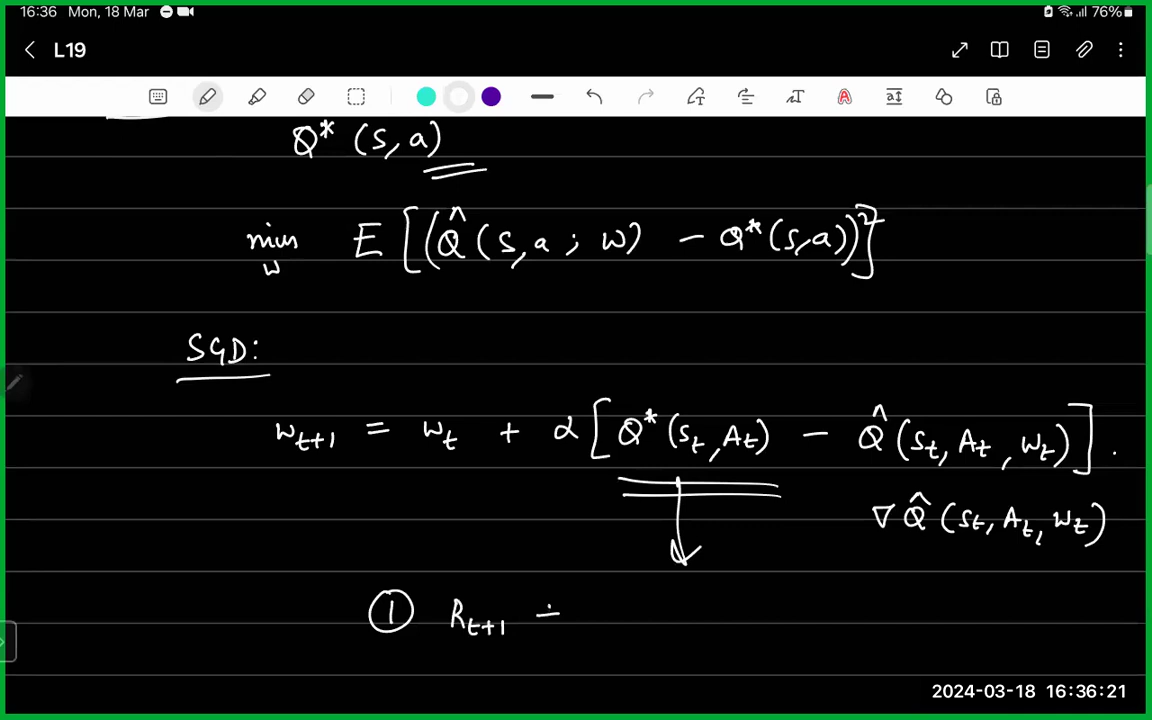 16:36 Mon, 18 Mar 76%
L19
Q* (S, a)
min w E [(Q̂ (S, a ; w) - Q* (S, a))²]
SGD:
w_{t+1} = w_t + α [Q* (S_t, A_t) - Q̂ (S_t, A_t, w_t)] .
∇ Q̂ (S_t, A_t, w_t)
① R_{t+1} ∸
2024-03-18 16:36:21